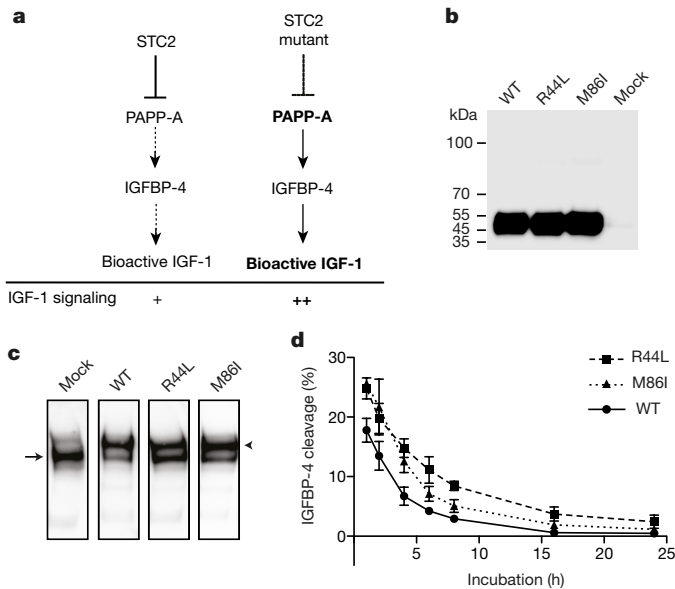 a
STC2
STC2
mutant
PAPP-A
PAPP-A
IGFBP-4
IGFBP-4
Bioactive IGF-1
Bioactive IGF-1
IGF-1 signaling + ++
b
WT R44L M86I Mock
kDa
100
70
55
45
35
c
Mock WT R44L M86I
d
R44L
M86I
WT
IGFBP-4 cleavage (%)
30
20
10
0
5 10 15 20 25
Incubation (h)